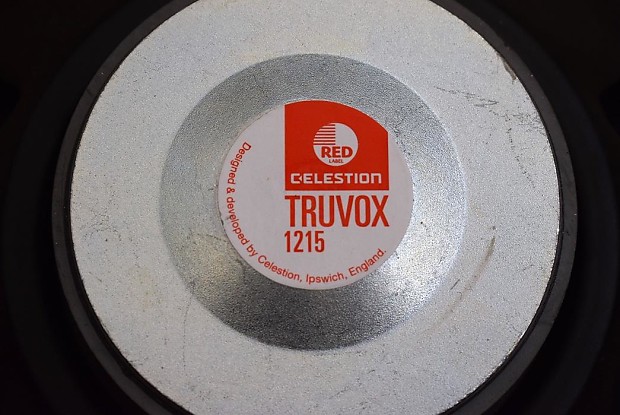 RED
LABEL
CELESTION
TRUVOX
1215
Designed & developed by Celestion, Ipswich, England.